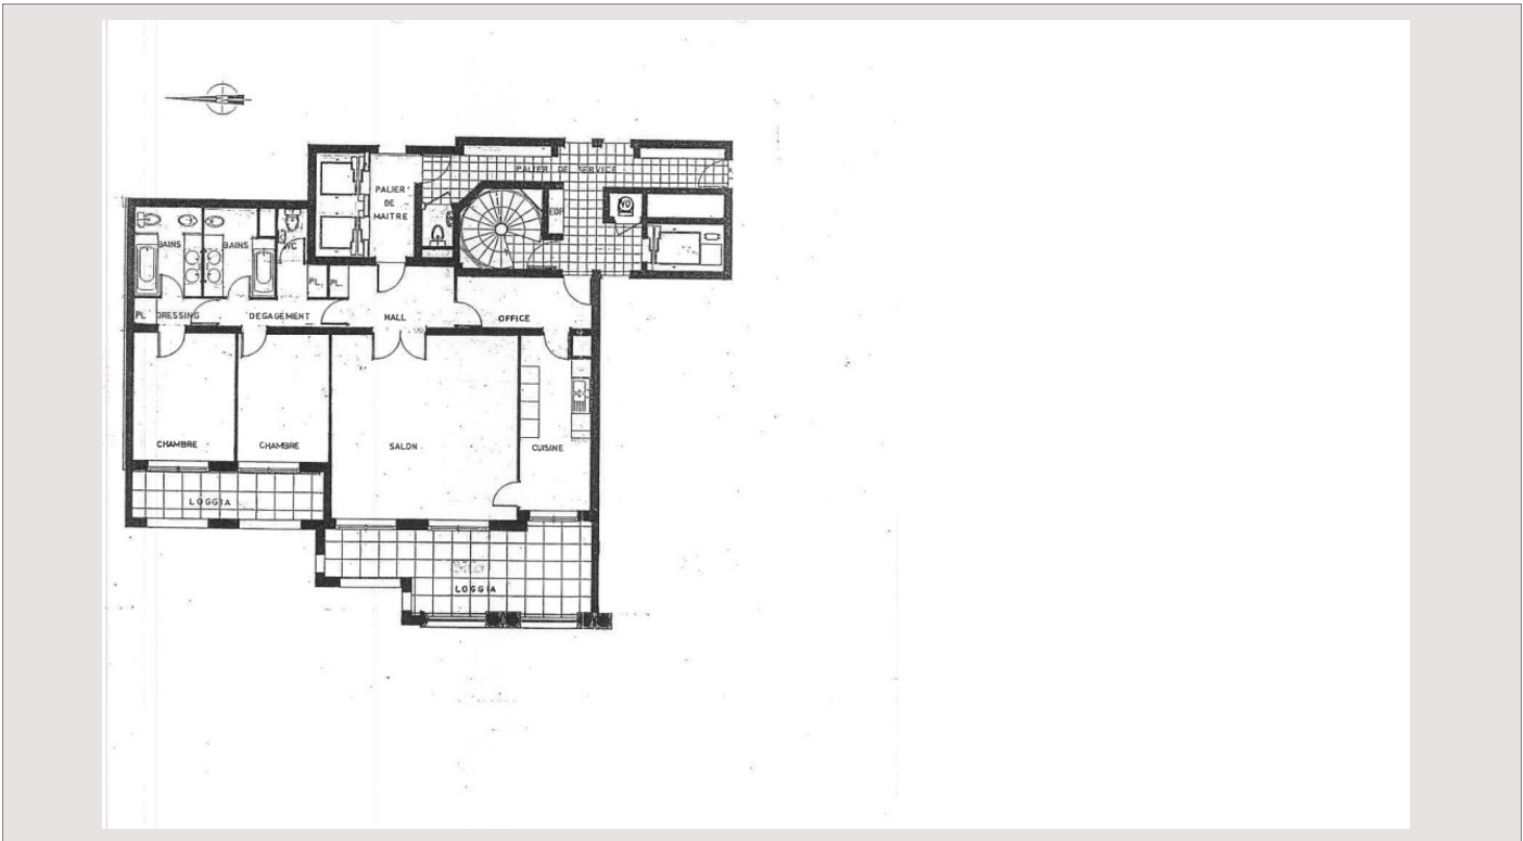 PALIER DE SERVICE
PALIER
DE
MAITRE
EDF
VO
BAINS
BAINS
WC
PL.
PL.
PL
DRESSING
DEGAGEMENT
HALL
OFFICE
CHAMBRE
CHAMBRE
SALON
CUISINE
LOGGIA
LOGGIA